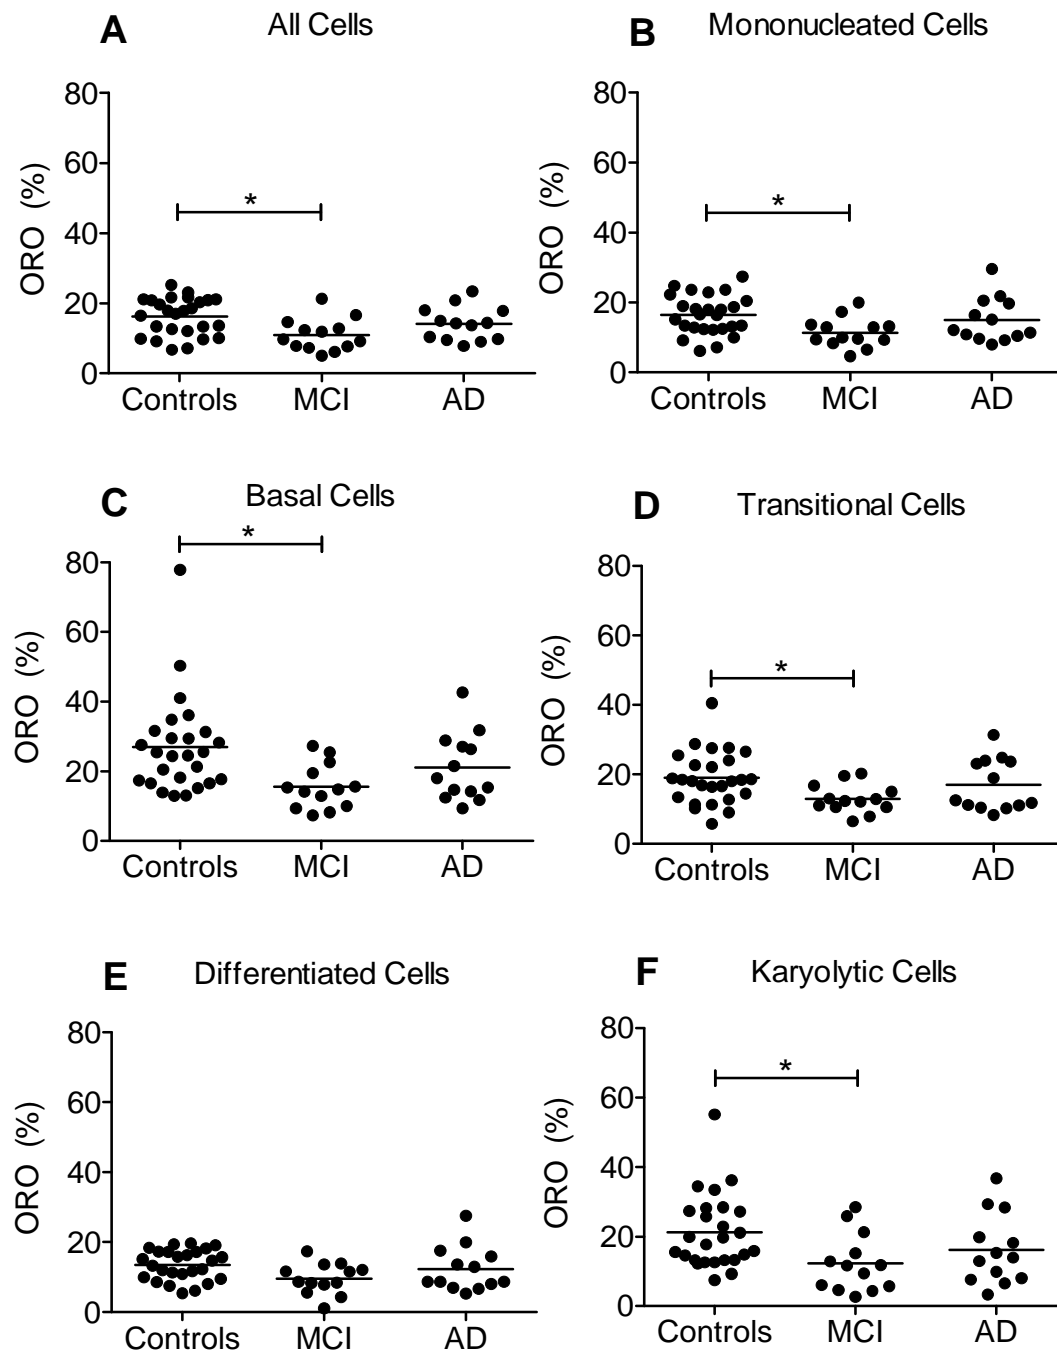 A All Cells
80
60
40
20
0
ORO (%)
*
Controls MCI AD
B Mononucleated Cells
80
60
40
20
0
ORO (%)
*
Controls MCI AD
C Basal Cells
80
60
40
20
0
ORO (%)
*
Controls MCI AD
D Transitional Cells
80
60
40
20
0
ORO (%)
*
Controls MCI AD
E Differentiated Cells
80
60
40
20
0
ORO (%)
Controls MCI AD
F Karyolytic Cells
80
60
40
20
0
ORO (%)
*
Controls MCI AD